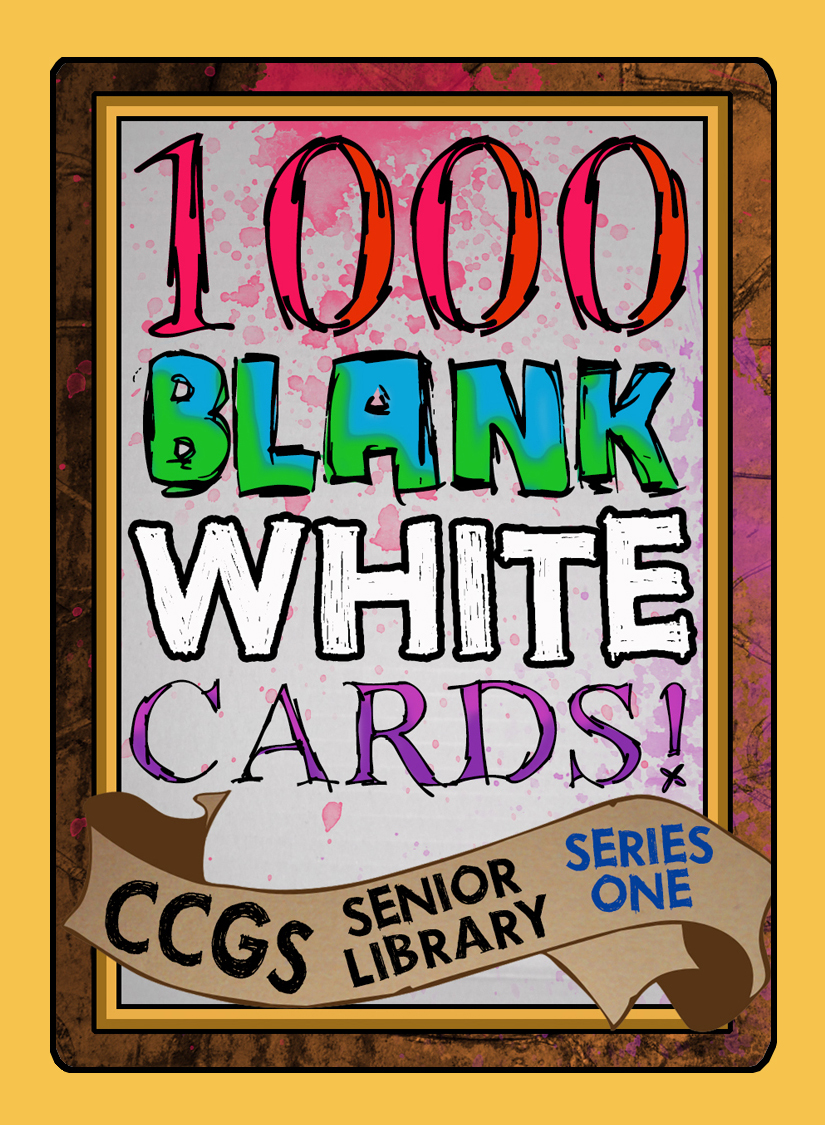 1000
BLANK
WHITE
CARDS!
CCGS
SENIOR
LIBRARY
SERIES
ONE